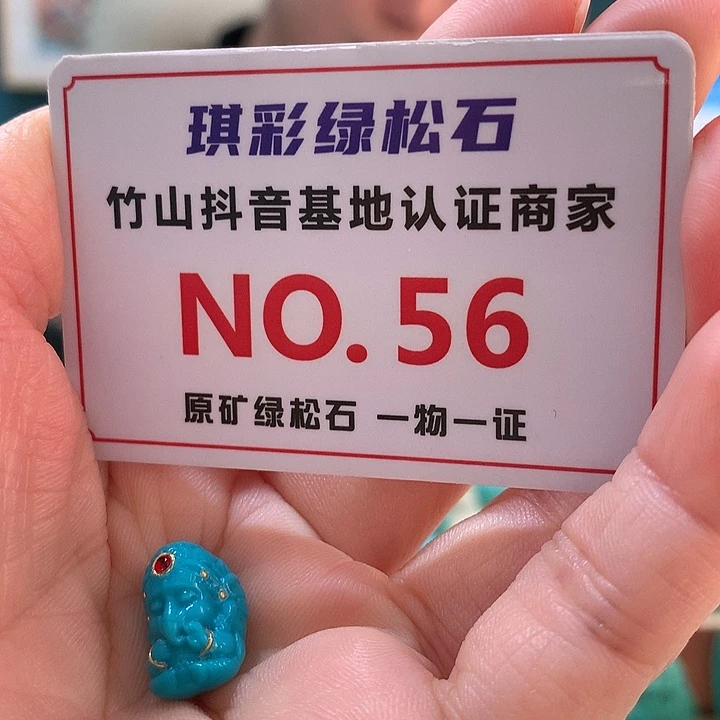 琪彩绿松石
竹山抖音基地认证商家
NO. 56
原矿绿松石 一物一证